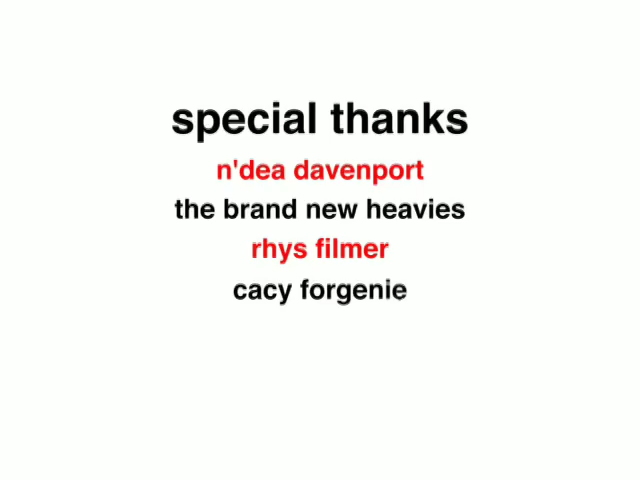 special thanks
n'dea davenport
the brand new heavies
rhys filmer
cacy forgenie